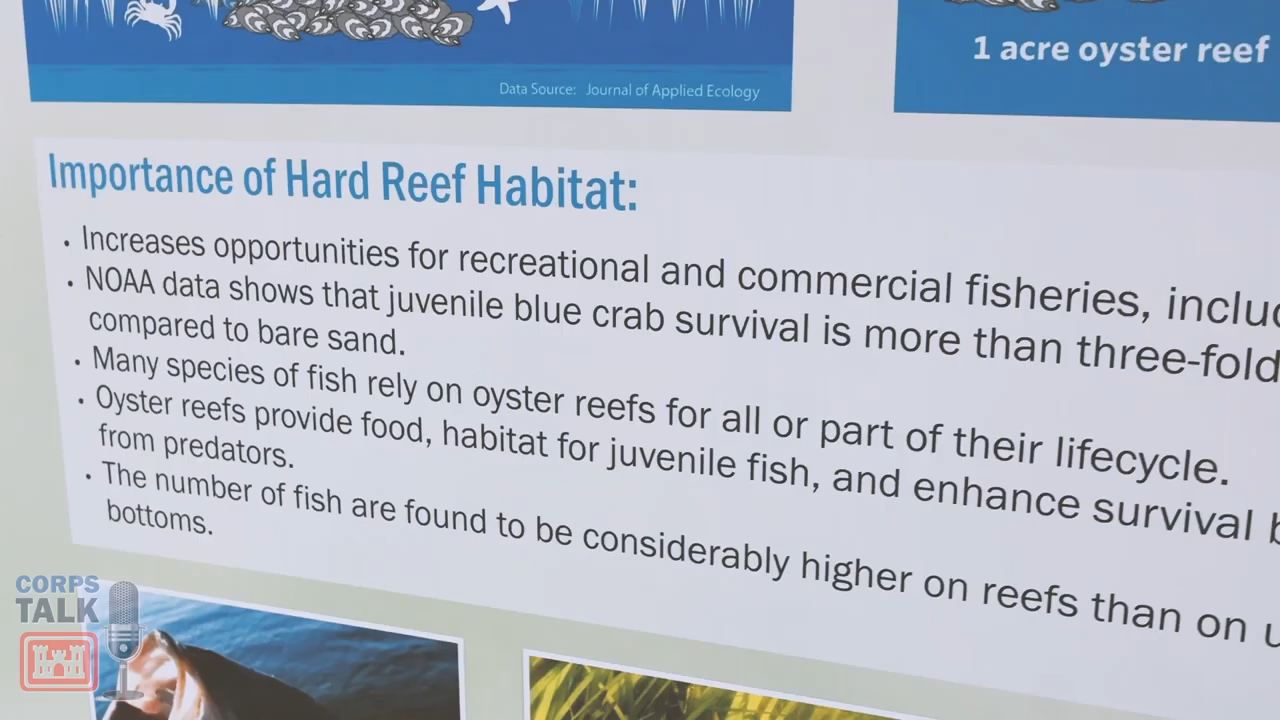 Data Source: Journal of Applied Ecology
1 acre oyster reef
Importance of Hard Reef Habitat:
• Increases opportunities for recreational and commercial fisheries,
• NOAA data shows that juvenile blue crab survival is more than three-fold
compared to bare sand.
• Many species of fish rely on oyster reefs for all or part of their lifecycle.
• Oyster reefs provide food, habitat for juvenile fish, and enhance survival
from predators.
• The number of fish are found to be considerably higher on reefs than on
bottoms.
CORPS
TALK